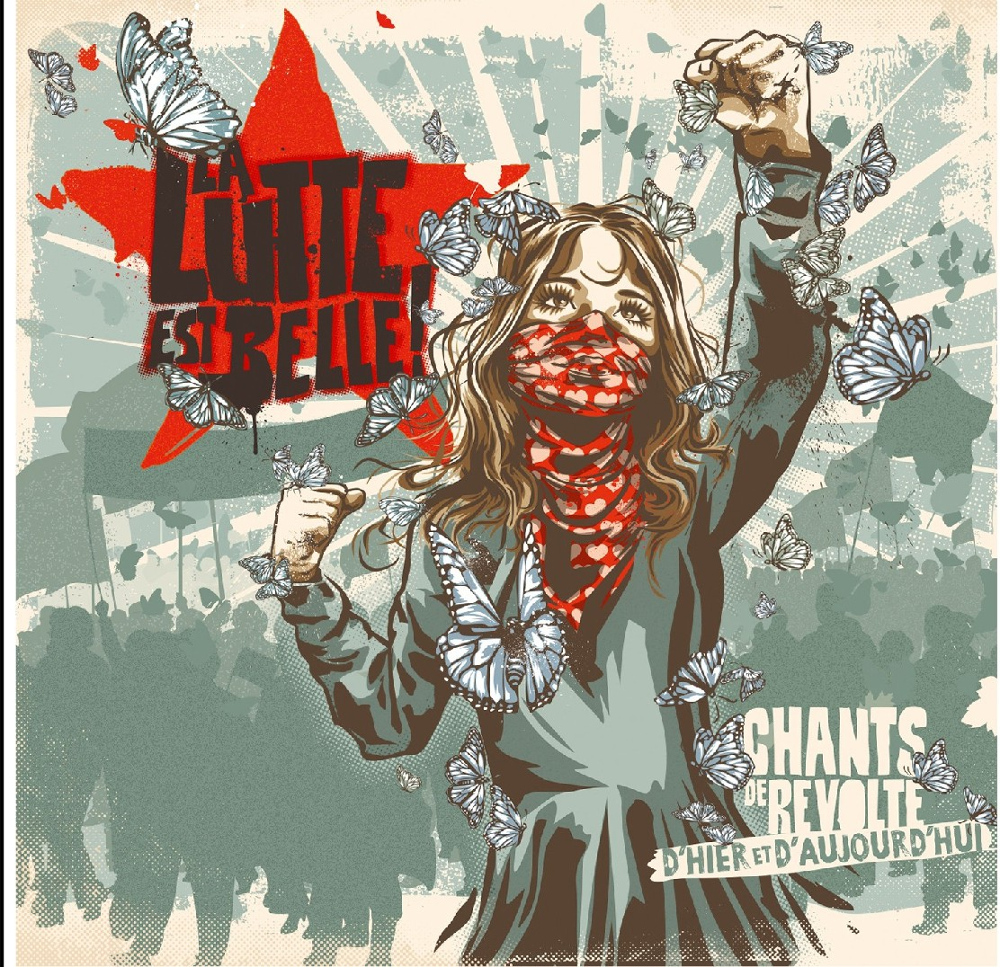 LA
LUTTE
EST BELLE!
CHANTS
DE REVOLTE
D'HIER ET D'AUJOURD'HUI